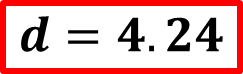 d = 4.24